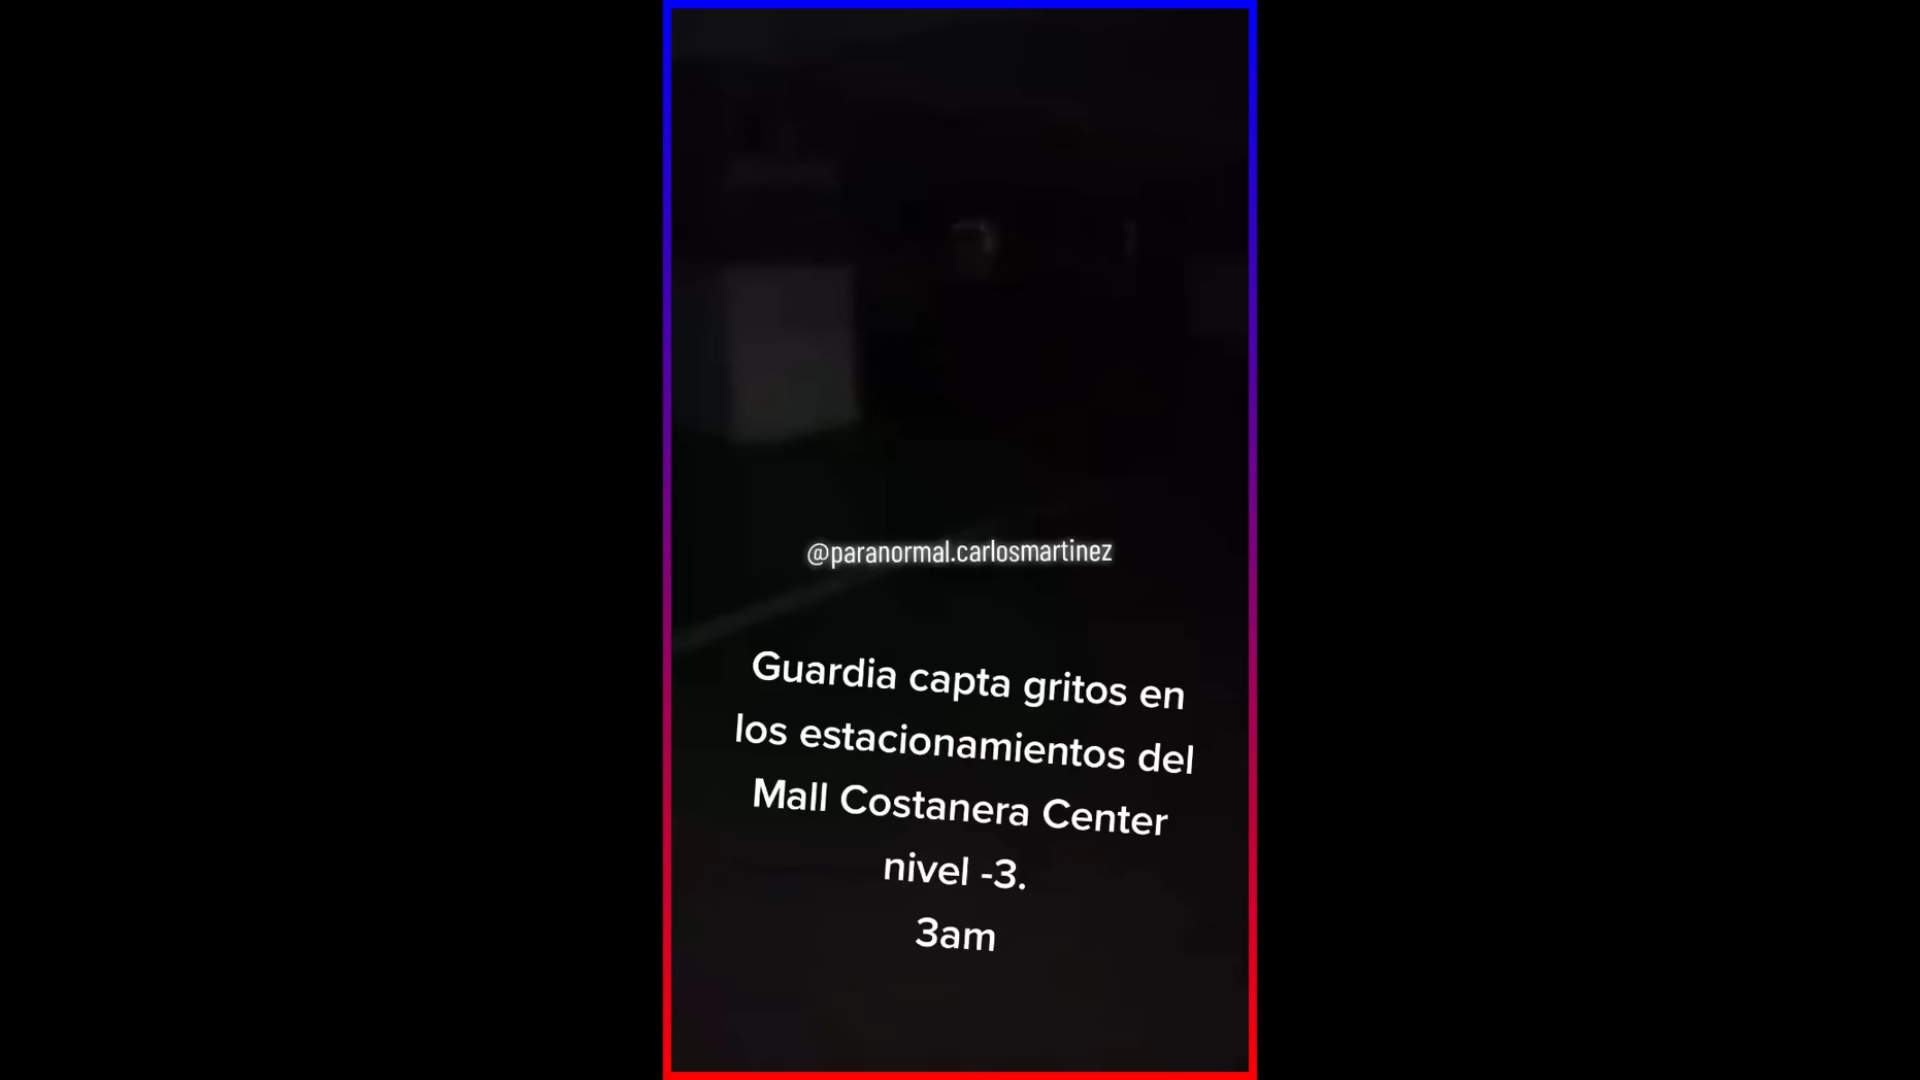 @paranormal.carlosmartinez
Guardia capta gritos en
los estacionamientos del
Mall Costanera Center
nivel -3.
3am